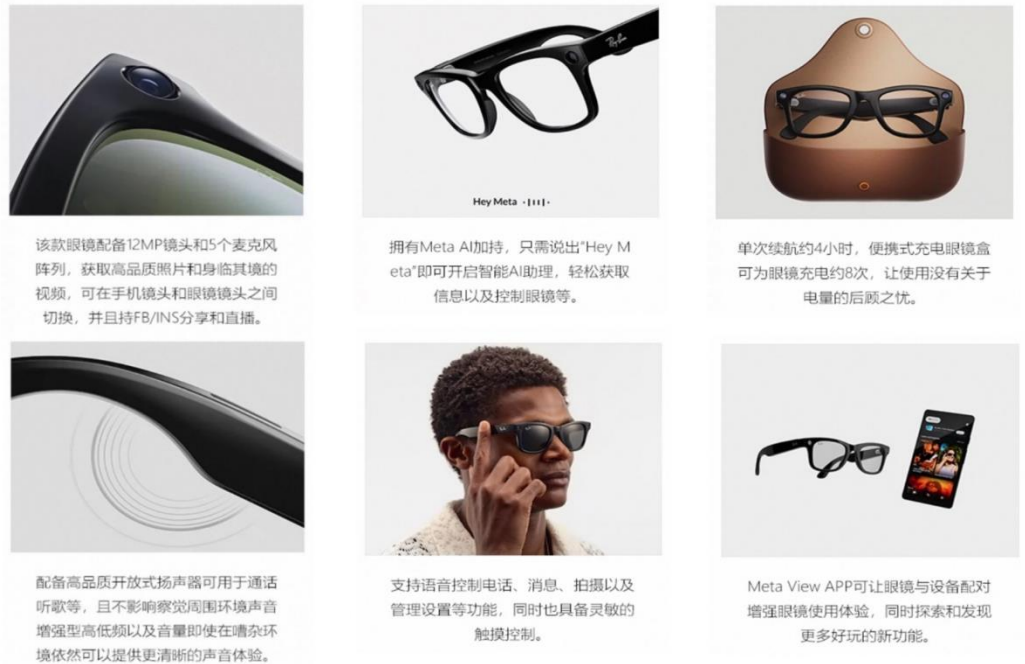 Ray-Ban
Hey Meta
该款眼镜配备12MP镜头和5个麦克风
阵列，获取高品质照片和身临其境的
视频，可在手机镜头和眼镜镜头之间
切换，并且持FB/INS分享和直播。
拥有Meta AI加持，只需说出"Hey M
eta"即可开启智能AI助理，轻松获取
信息以及控制眼镜等。
单次续航约4小时，便携式充电眼镜盒
可为眼镜充电约8次，让使用没有关于
电量的后顾之忧。
配备高品质开放式扬声器可用于通话
听歌等，且不影响察觉周围环境声音
增强型高低频以及音量即使在嘈杂环
境依然可以提供更清晰的声音体验。
支持语音控制电话、消息、拍摄以及
管理设置等功能，同时也具备灵敏的
触摸控制。
Meta View APP可让眼镜与设备配对
增强眼镜使用体验，同时探索和发现
更多好玩的新功能。